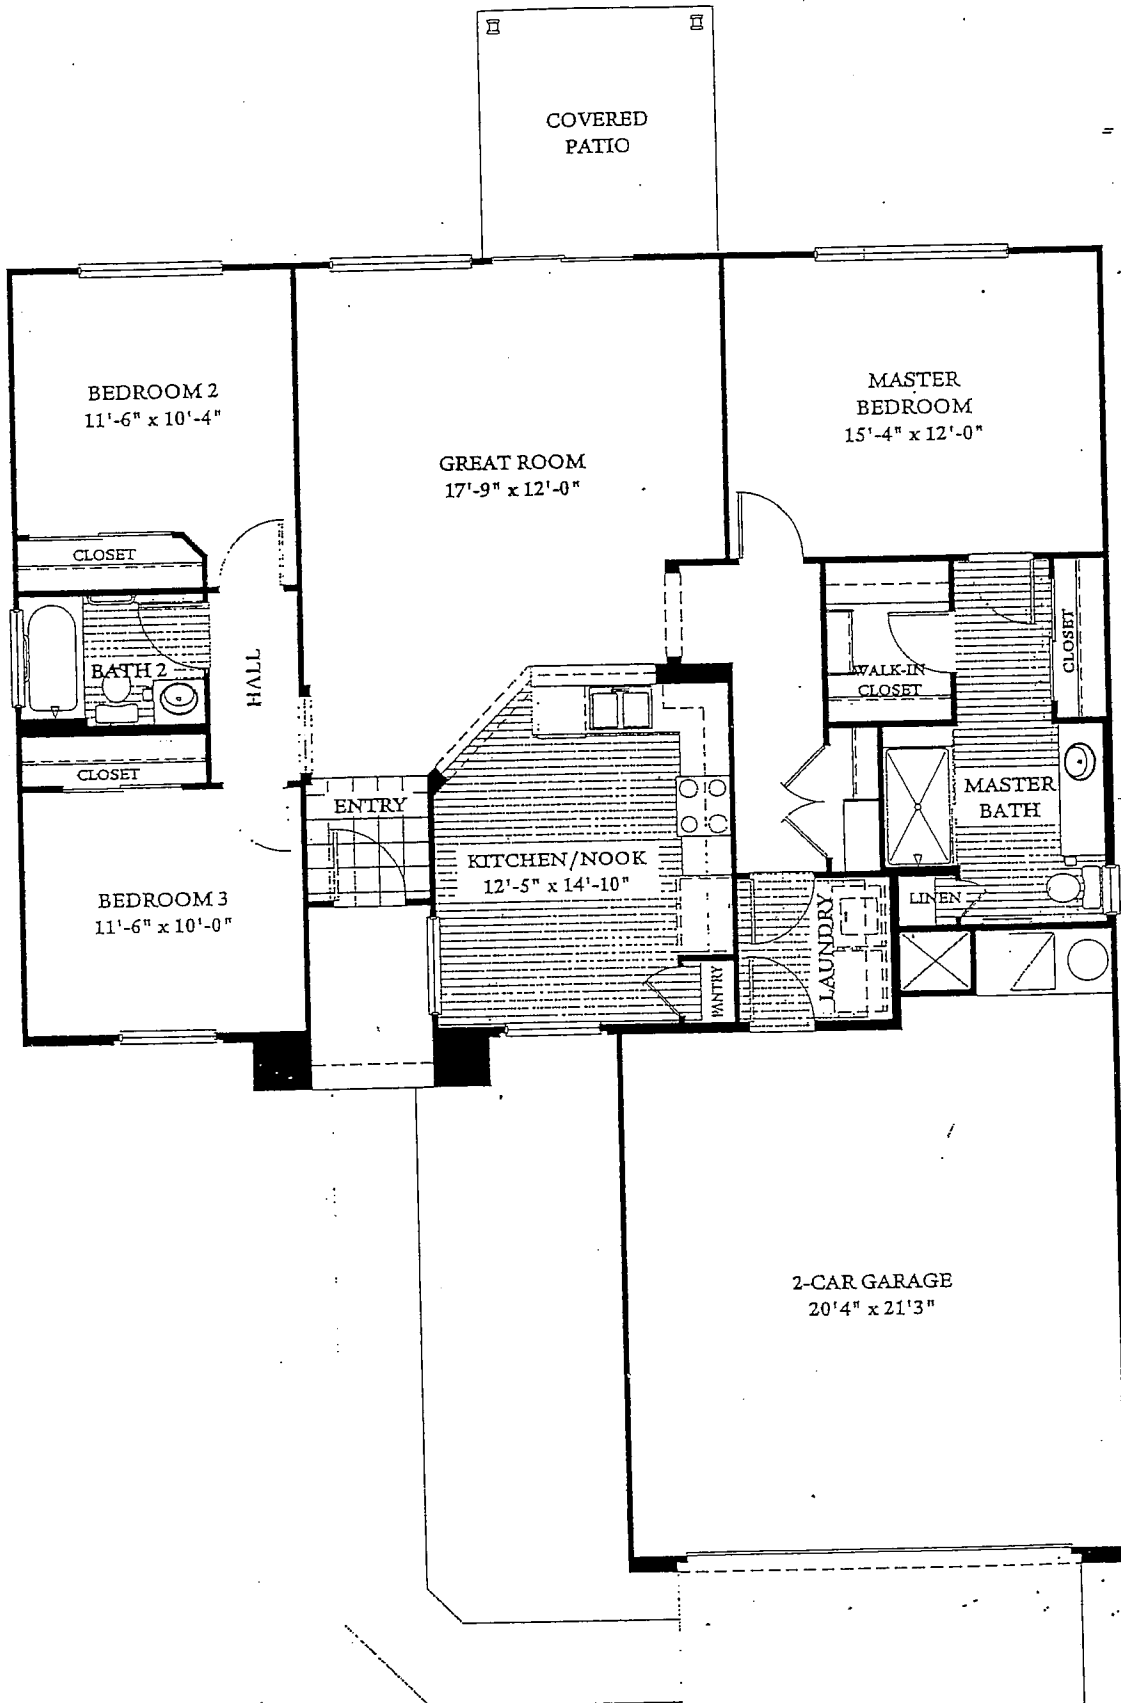 COVERED
PATIO
BEDROOM 2
11'-6" x 10'-4"
MASTER
BEDROOM
15'-4" x 12'-0"
GREAT ROOM
17'-9" x 12'-0"
CLOSET
BATH 2
HALL
WALK-IN
CLOSET
CLOSET
CLOSET
ENTRY
MASTER
BATH
KITCHEN/NOOK
12'-5" x 14'-10"
BEDROOM 3
11'-6" x 10'-0"
LINEN
LAUNDRY
PANTRY
2-CAR GARAGE
20'4" x 21'3"